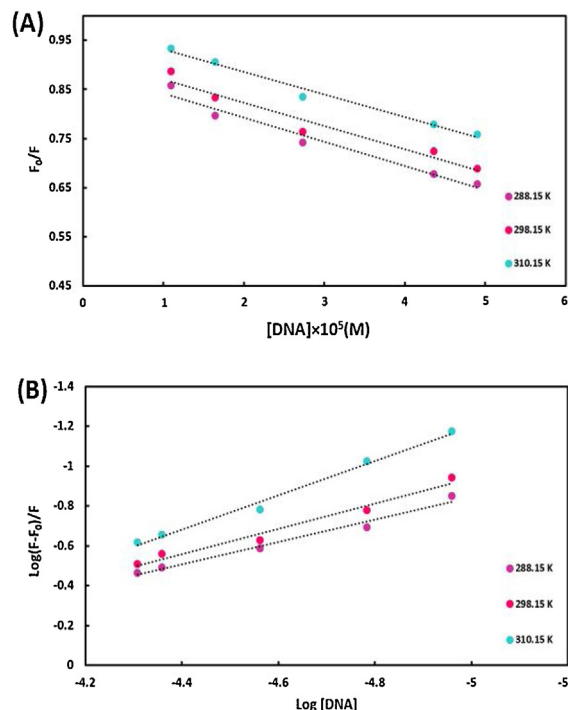 (A)
0.95
0.85
0.75
0.65
0.55
0.45
F0/F
288.15 K
298.15 K
310.15 K
0 1 2 3 4 5 6
[DNA]×10⁵(M)
(B)
-1.4
-1.2
-1
-0.8
-0.6
-0.4
-0.2
0
Log(F-F₀)/F
288.15 K
298.15 K
310.15 K
-4.2 -4.4 -4.6 -4.8 -5 -5
Log [DNA]